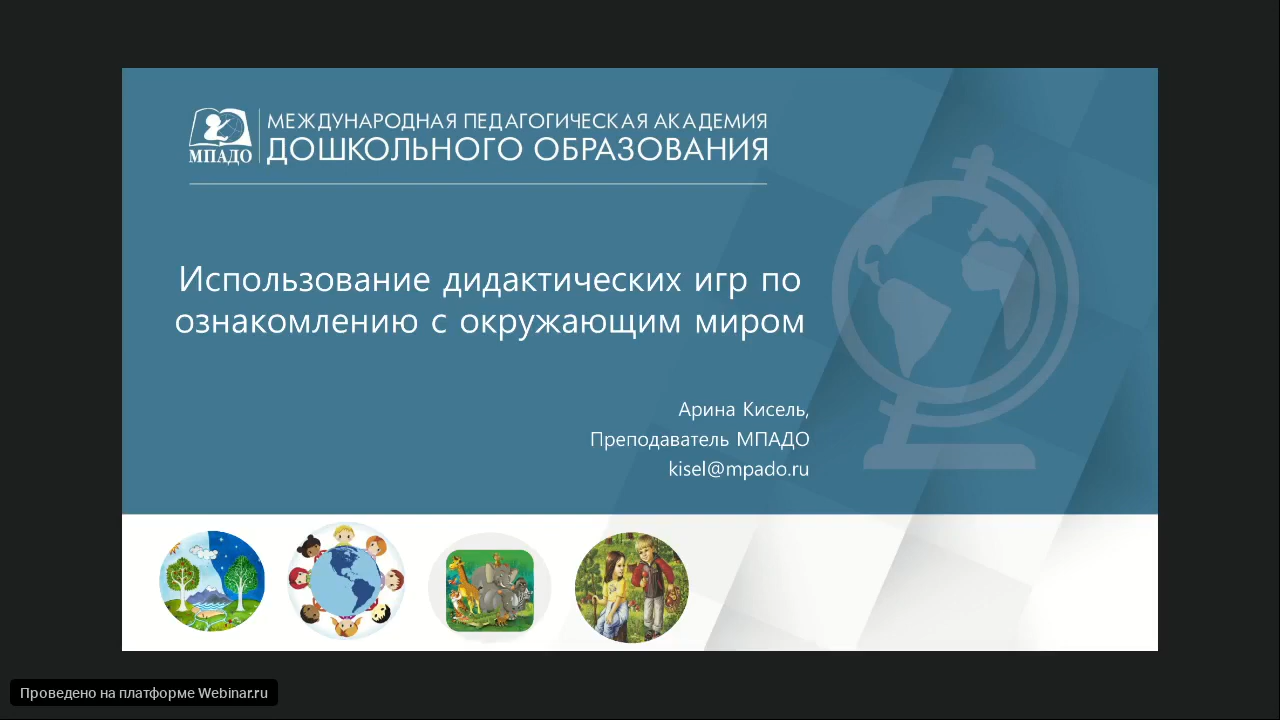 МЕЖДУНАРОДНАЯ ПЕДАГОГИЧЕСКАЯ АКАДЕМИЯ
МПАДО ДОШКОЛЬНОГО ОБРАЗОВАНИЯ
Использование дидактических игр по
ознакомлению с окружающим миром
Арина Кисель,
Преподаватель МПАДО
kisel@mpado.ru
Проведено на платформе Webinar.ru